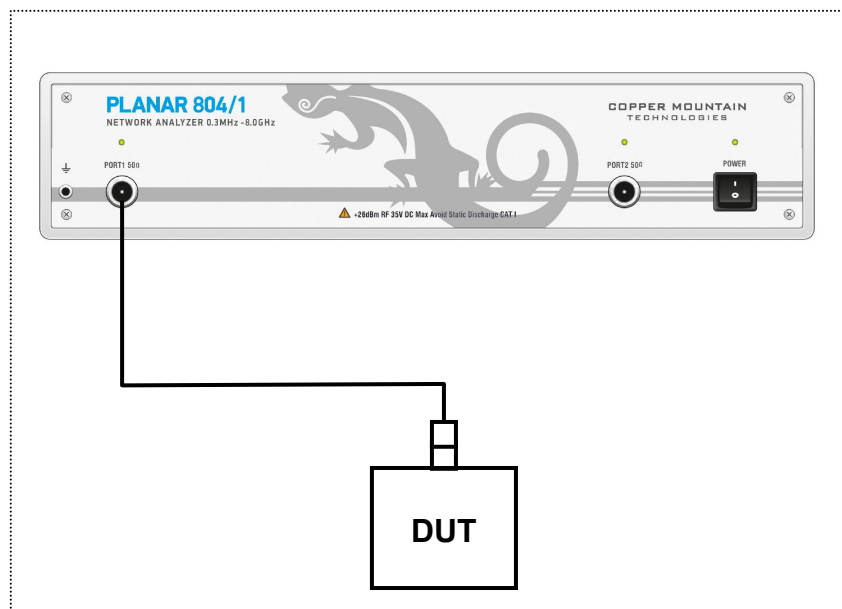 PLANAR 804/1
NETWORK ANALYZER 0.3MHz -8.0GHz
COPPER MOUNTAIN
TECHNOLOGIES
PORT1 50Ω
PORT2 50Ω
POWER
+26dBm RF 35V DC Max Avoid Static Discharge CAT I
DUT